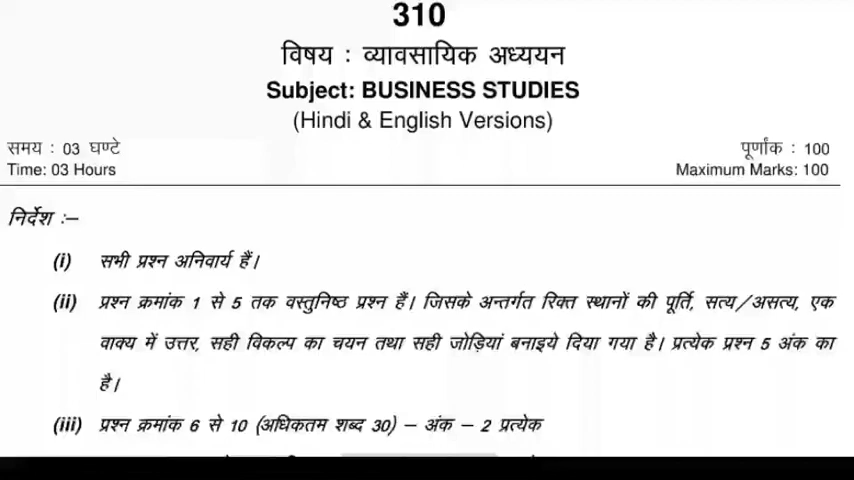 310
विषय : व्यावसायिक अध्ययन
Subject: BUSINESS STUDIES
(Hindi & English Versions)
समय : 03 घण्टे पूर्णांक : 100
Time: 03 Hours Maximum Marks: 100
निर्देश :–
(i) सभी प्रश्न अनिवार्य हैं।
(ii) प्रश्न क्रमांक 1 से 5 तक वस्तुनिष्ठ प्रश्न हैं। जिसके अन्तर्गत रिक्त स्थानों की पूर्ति, सत्य/असत्य, एक
वाक्य में उत्तर, सही विकल्प का चयन तथा सही जोड़ियां बनाइये दिया गया है। प्रत्येक प्रश्न 5 अंक का
है।
(iii) प्रश्न क्रमांक 6 से 10 (अधिकतम शब्द 30) – अंक – 2 प्रत्येक